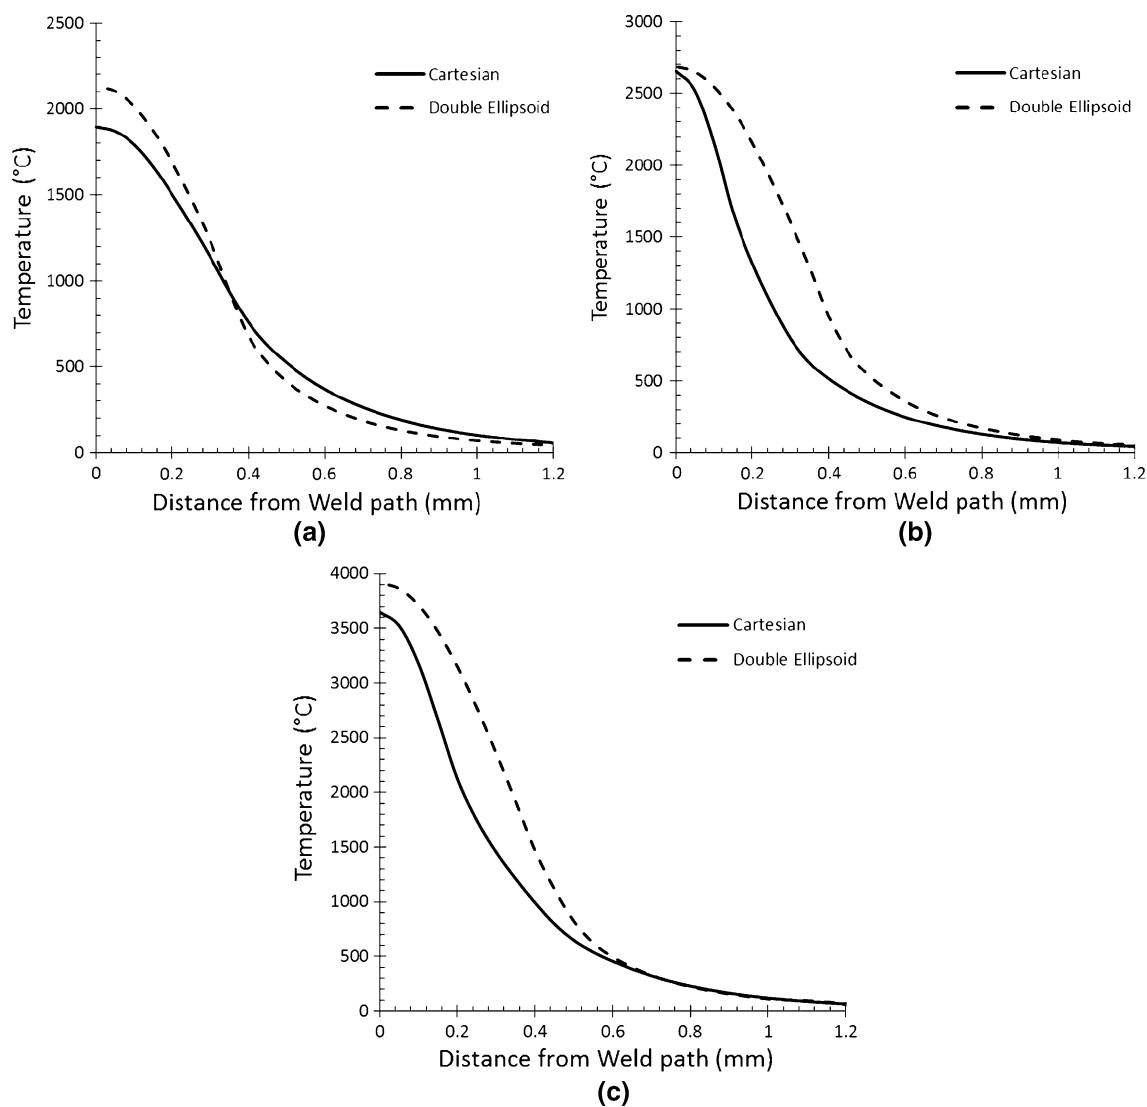 2500
2000
1500
1000
500
0
0 0.2 0.4 0.6 0.8 1 1.2
Temperature (°C)
Distance from Weld path (mm)
Cartesian
Double Ellipsoid
(a)
3000
2500
2000
1500
1000
500
0
0 0.2 0.4 0.6 0.8 1 1.2
Temperature (°C)
Distance from Weld path (mm)
Cartesian
Double Ellipsoid
(b)
4000
3500
3000
2500
2000
1500
1000
500
0
0 0.2 0.4 0.6 0.8 1 1.2
Temperature (°C)
Distance from Weld path (mm)
Cartesian
Double Ellipsoid
(c)